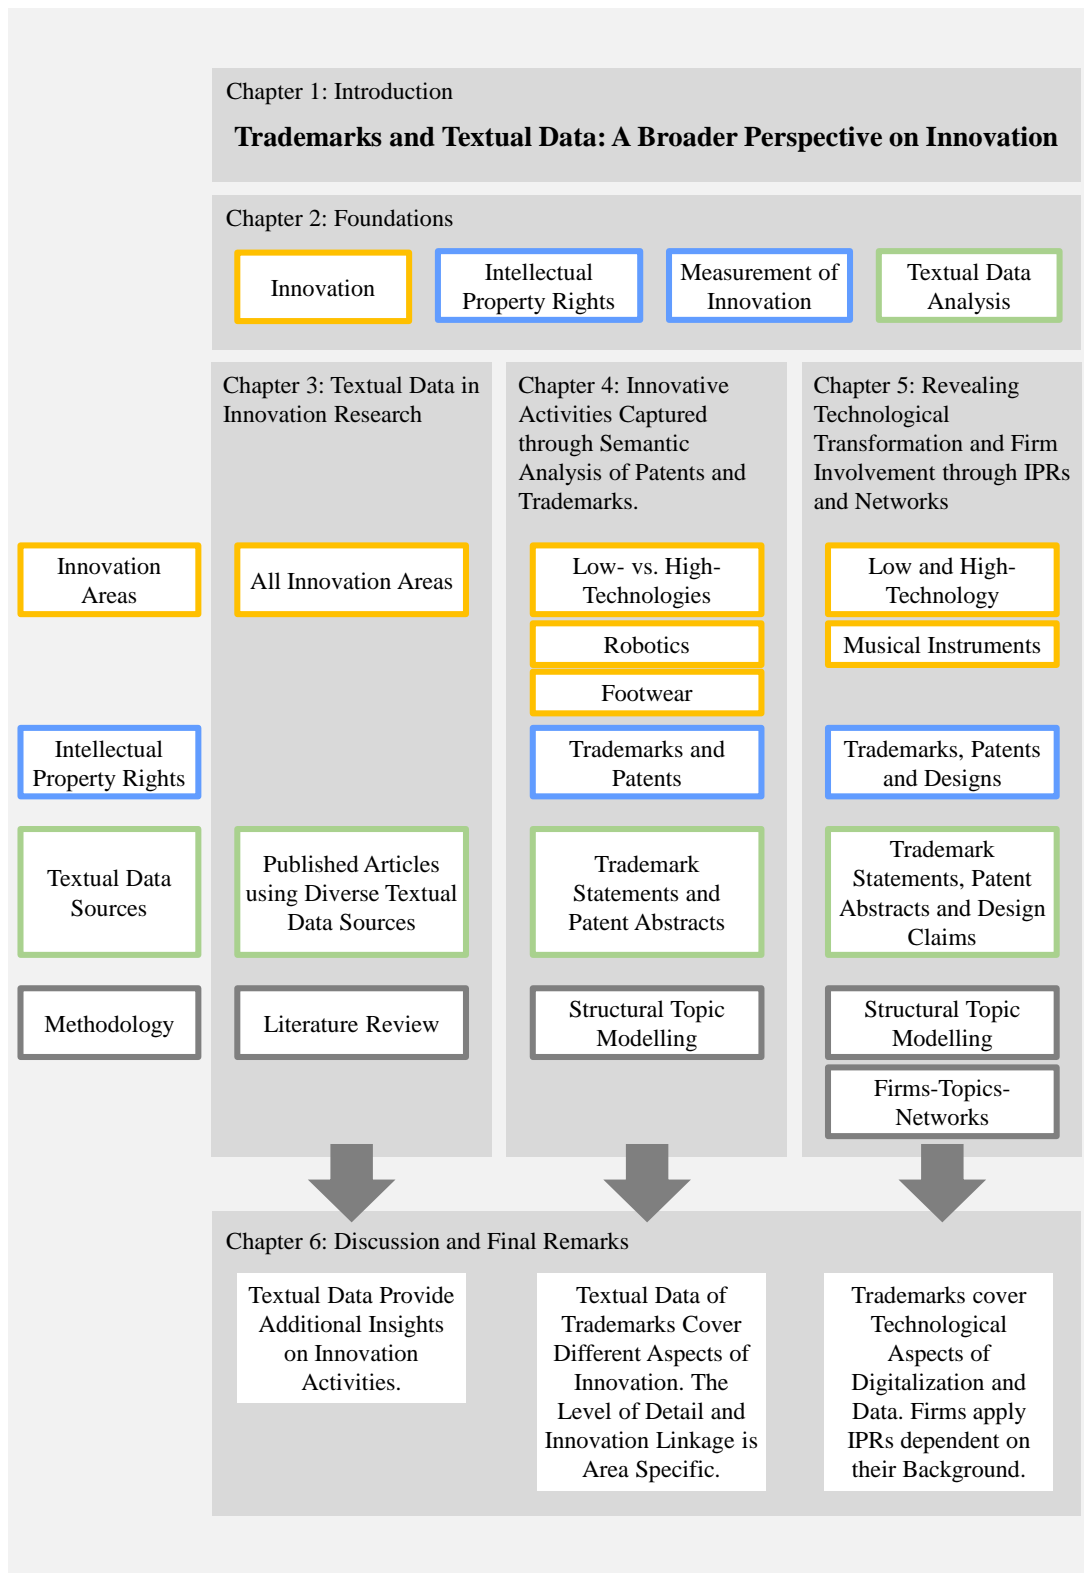 Chapter 1: Introduction
Trademarks and Textual Data: A Broader Perspective on Innovation
Chapter 2: Foundations
Innovation
Intellectual
Property Rights
Measurement of
Innovation
Textual Data
Analysis
Chapter 3: Textual Data in
Innovation Research
Chapter 4: Innovative
Activities Captured
through Semantic
Analysis of Patents and
Trademarks.
Chapter 5: Revealing
Technological
Transformation and Firm
Involvement through IPRs
and Networks
Innovation
Areas
All Innovation Areas
Low- vs. High-
Technologies
Robotics
Footwear
Low and High-
Technology
Musical Instruments
Intellectual
Property Rights
Trademarks and
Patents
Trademarks, Patents
and Designs
Textual Data
Sources
Published Articles
using Diverse Textual
Data Sources
Trademark
Statements and
Patent Abstracts
Trademark
Statements, Patent
Abstracts and Design
Claims
Methodology
Literature Review
Structural Topic
Modelling
Structural Topic
Modelling
Firms-Topics-
Networks
Chapter 6: Discussion and Final Remarks
Textual Data Provide
Additional Insights
on Innovation
Activities.
Textual Data of
Trademarks Cover
Different Aspects of
Innovation. The
Level of Detail and
Innovation Linkage is
Area Specific.
Trademarks cover
Technological
Aspects of
Digitalization and
Data. Firms apply
IPRs dependent on
their Background.